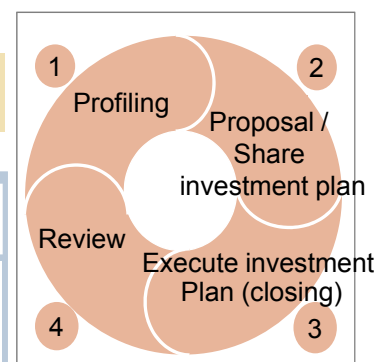 1
Profiling
2
Proposal /
Share
investment plan
Review
Execute investment
Plan (closing)
4
3